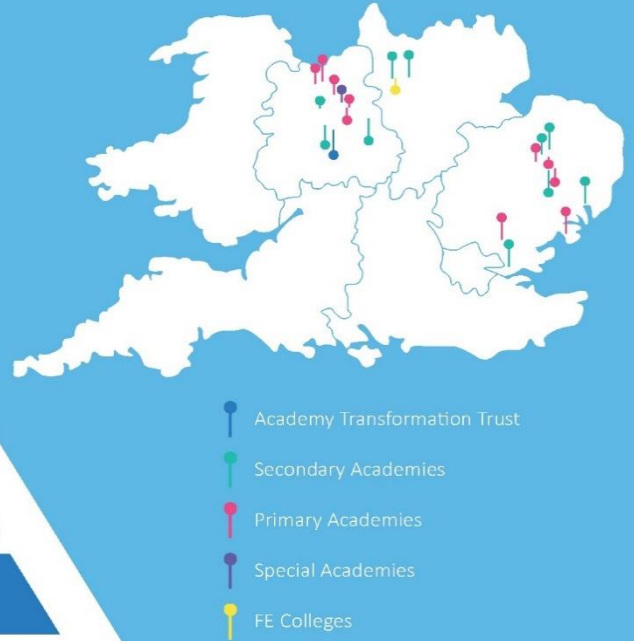 Academy Transformation Trust
Secondary Academies
Primary Academies
Special Academies
FE Colleges